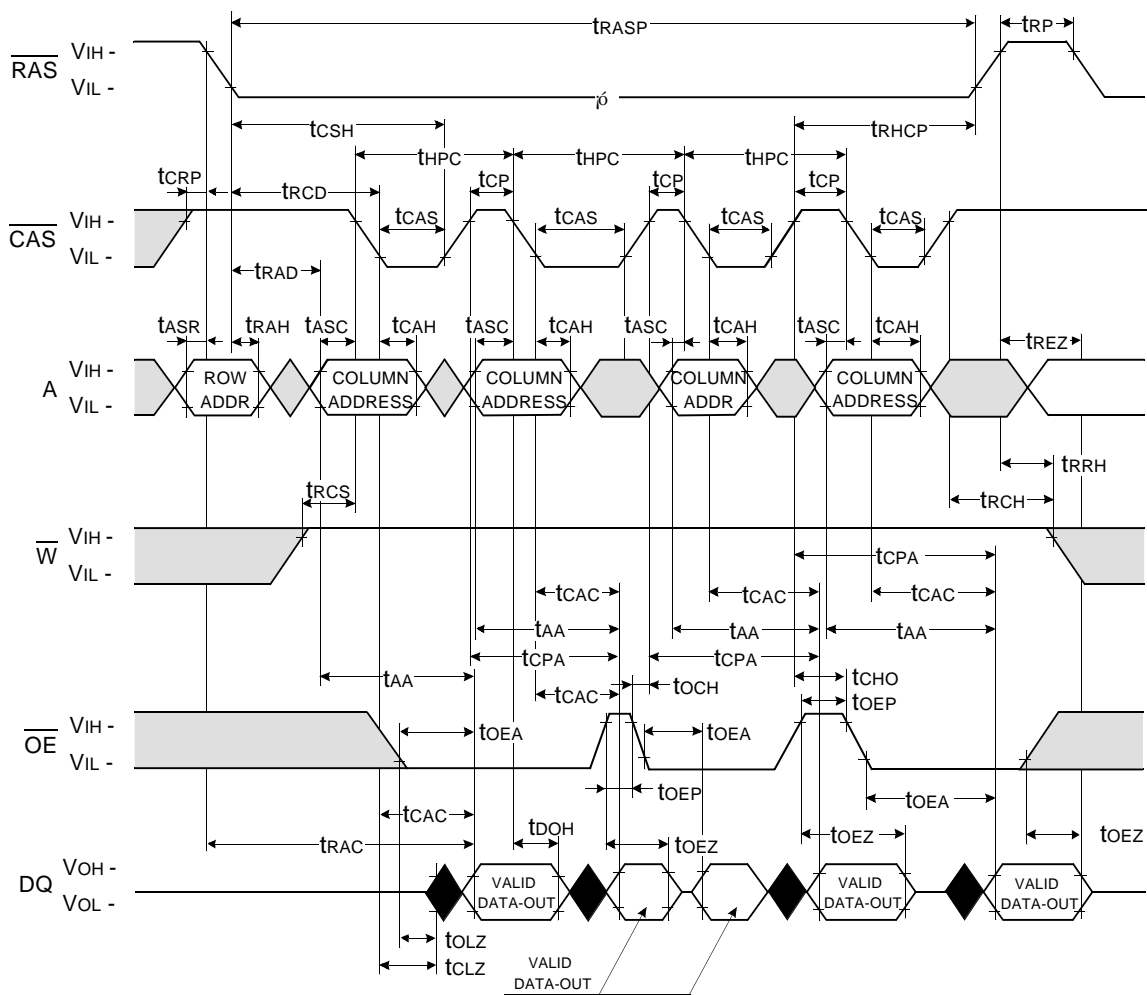 tRASP
tRP
RAS
VIH -
VIL -
¡ó
tCSH
tRHCP
tHPC
tHPC
tHPC
tCRP
tRCD
tCP
tCP
tCP
CAS
VIH -
VIL -
tCAS
tCAS
tCAS
tCAS
tRAD
tASR
tRAH
tASC
tCAH
tASC
tCAH
tASC
tCAH
tASC
tCAH
tREZ
A
VIH -
VIL -
ROW
ADDR
COLUMN
ADDRESS
COLUMN
ADDRESS
COLUMN
ADDR
COLUMN
ADDRESS
tRRH
tRCS
tRCH
W
VIH -
VIL -
tCPA
tCAC
tCAC
tCAC
tAA
tAA
tAA
tCPA
tCPA
tAA
tCAC
tOCH
tCHO
tOEP
OE
VIH -
VIL -
tOEA
tOEA
tOEP
tOEA
tCAC
tDOH
tRAC
tOEZ
tOEZ
tOEZ
DQ
VOH -
VOL -
VALID
DATA-OUT
VALID
DATA-OUT
VALID
DATA-OUT
tOLZ
tCLZ
VALID
DATA-OUT